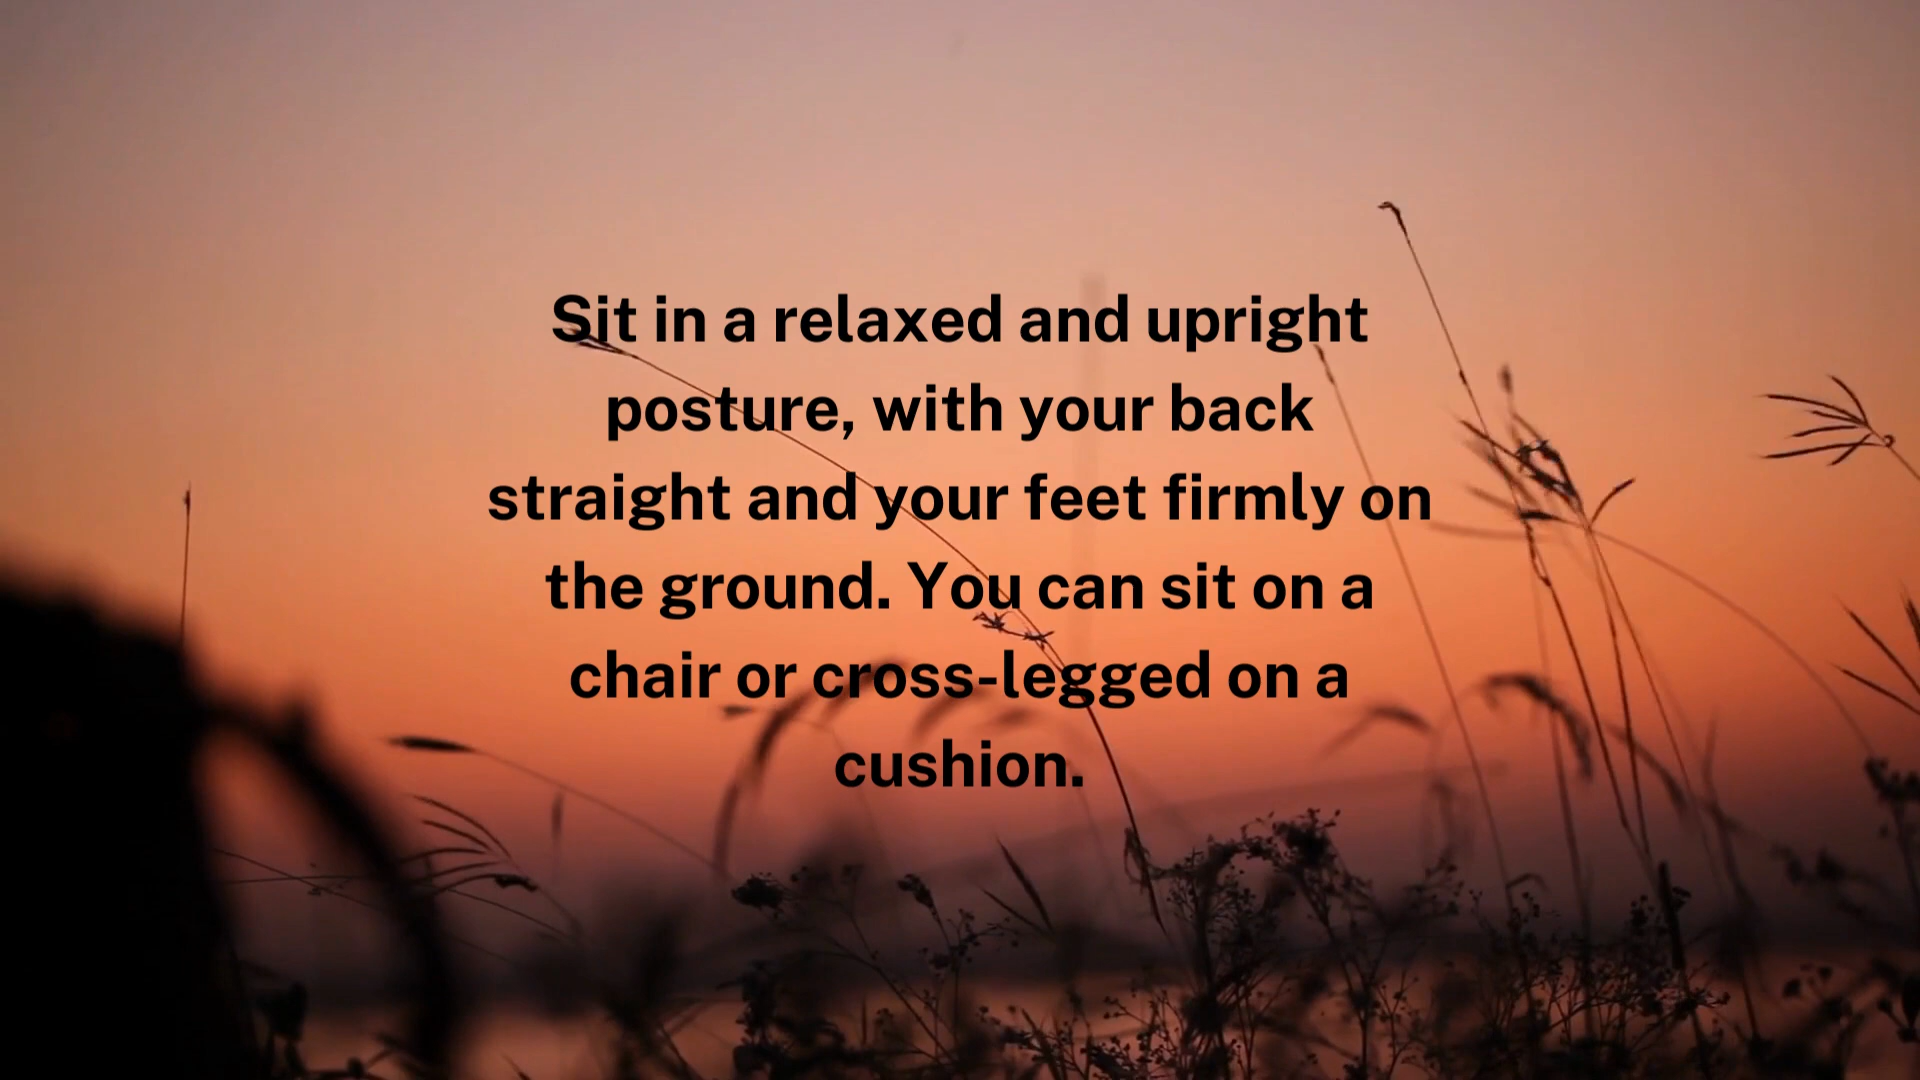 Sit in a relaxed and upright
posture, with your back
straight and your feet firmly on
the ground. You can sit on a
chair or cross-legged on a
cushion.